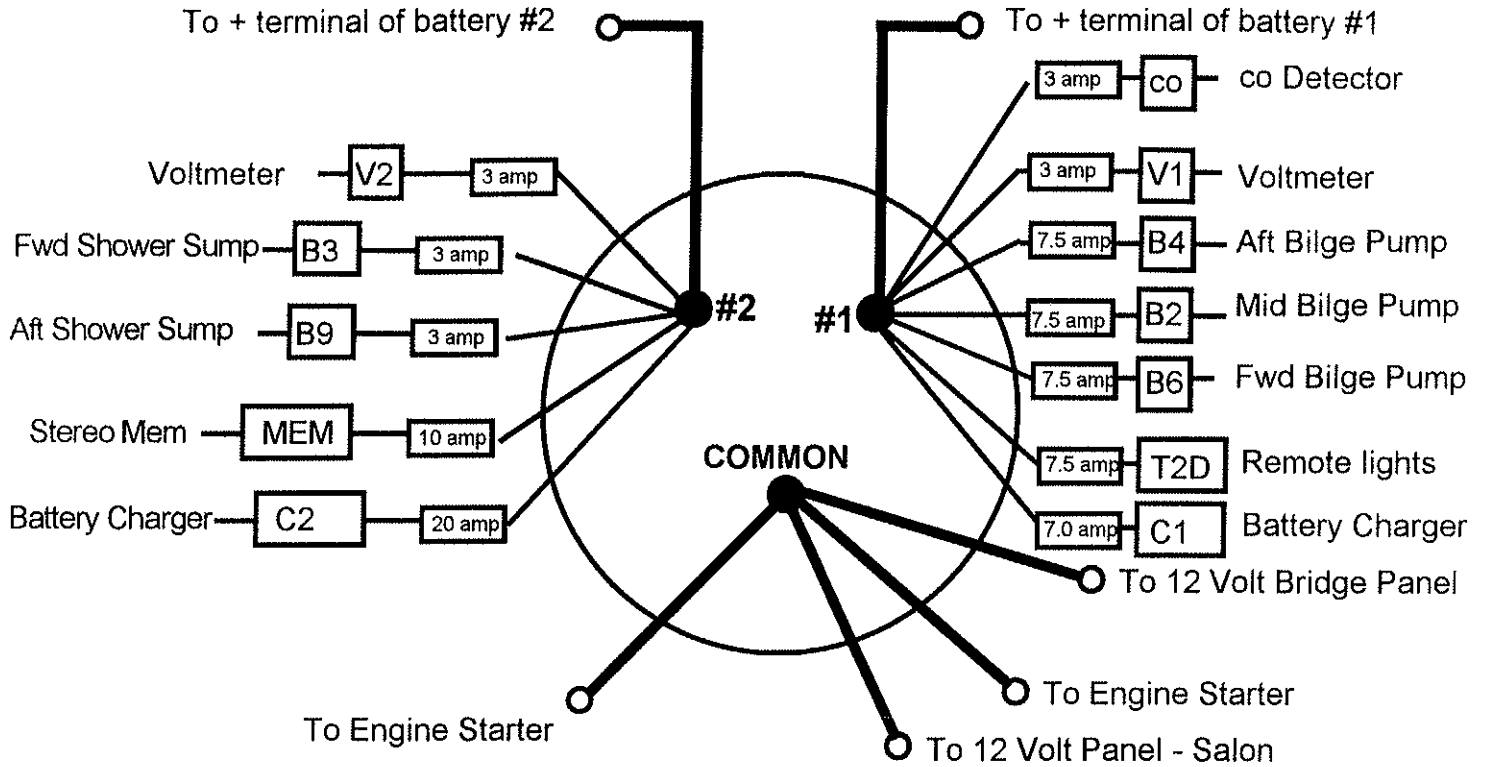 To + terminal of battery #2
To + terminal of battery #1
3 amp
co
co Detector
Voltmeter
V2
3 amp
3 amp
V1
Voltmeter
Fwd Shower Sump
B3
3 amp
7.5 amp
B4
Aft Bilge Pump
Aft Shower Sump
B9
3 amp
#2
#1
7.5 amp
B2
Mid Bilge Pump
7.5 amp
B6
Fwd Bilge Pump
Stereo Mem
MEM
10 amp
COMMON
7.5 amp
T2D
Remote lights
Battery Charger
C2
20 amp
7.0 amp
C1
Battery Charger
To 12 Volt Bridge Panel
To Engine Starter
To Engine Starter
To 12 Volt Panel - Salon